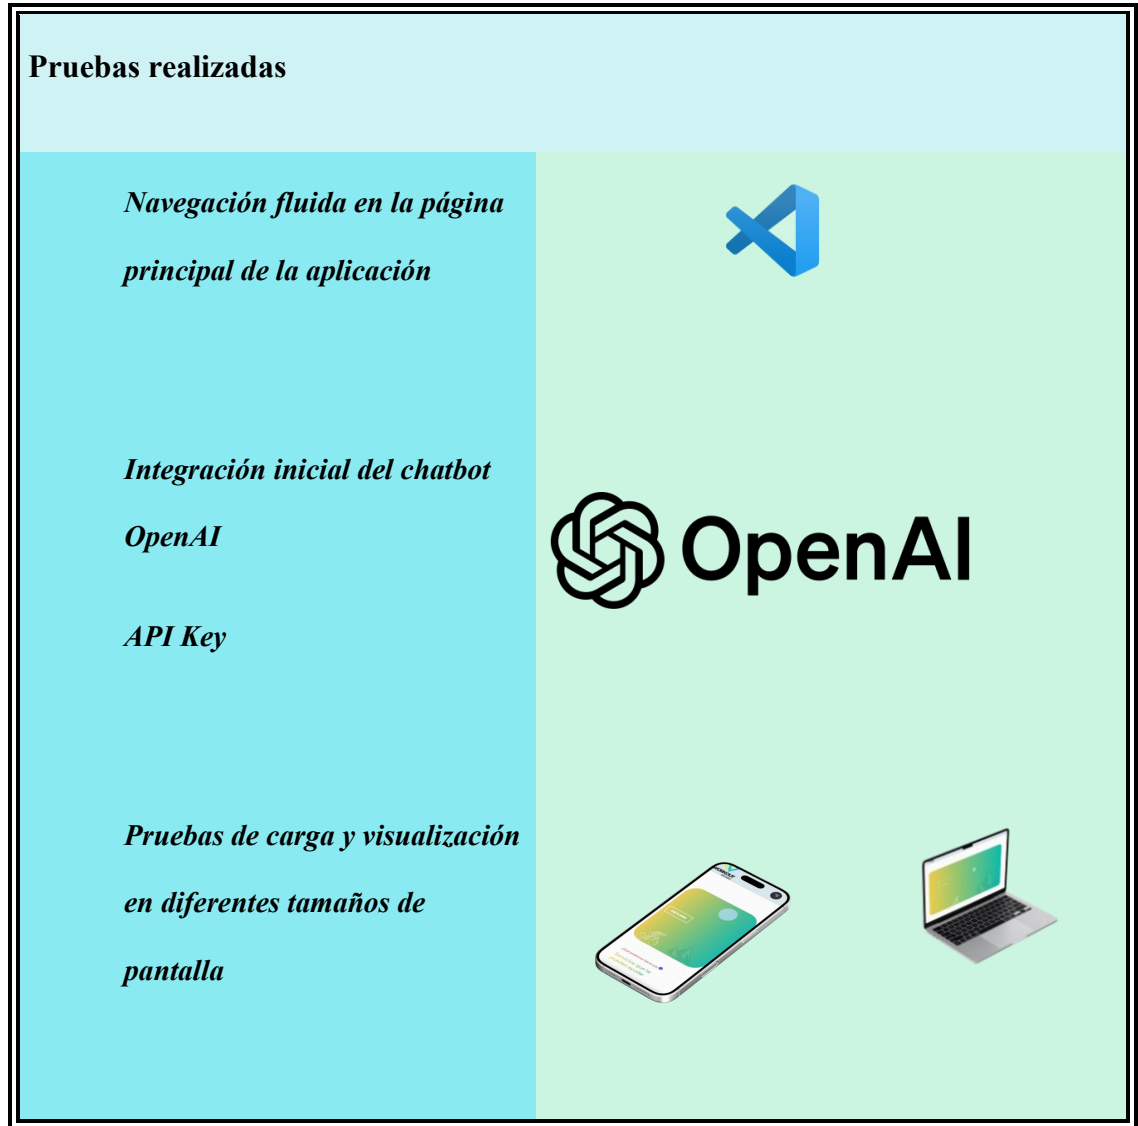 Pruebas realizadas
Navegación fluida en la página
principal de la aplicación
Integración inicial del chatbot
OpenAI
OpenAI
API Key
Pruebas de carga y visualización
en diferentes tamaños de
pantalla